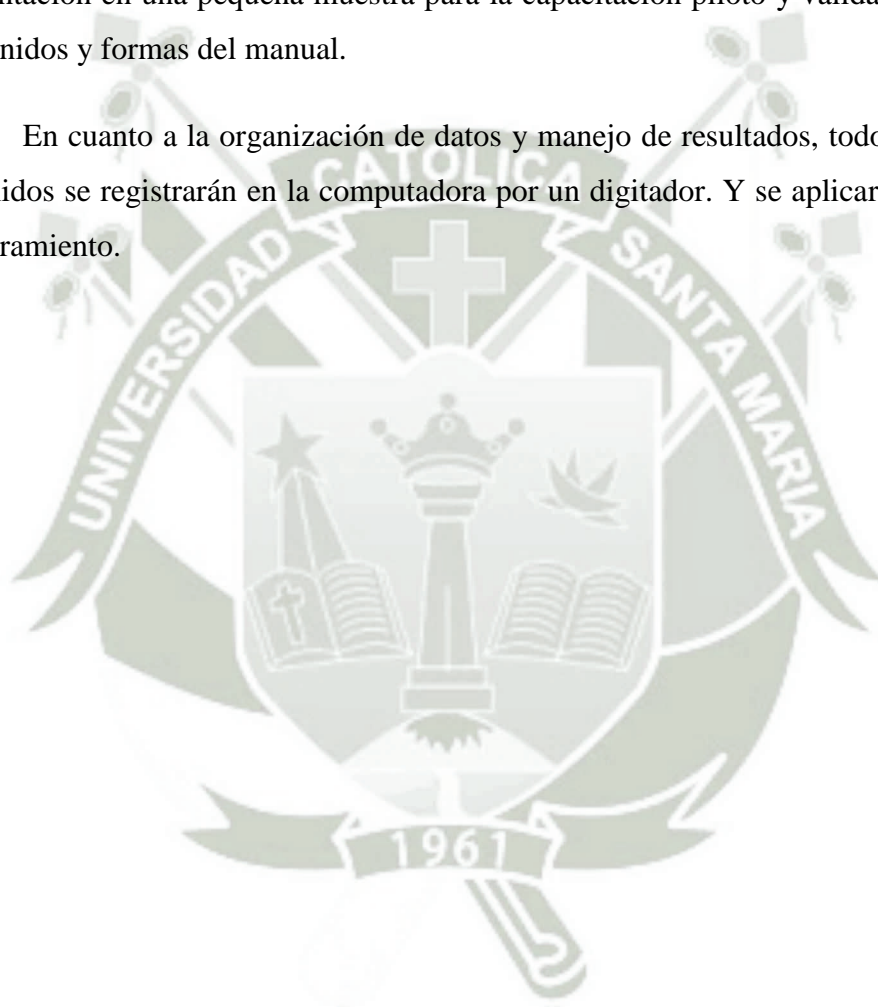 ntación en una pequeña muestra para la capacitación piloto y valida
nidos y formas del manual.
En cuanto a la organización de datos y manejo de resultados, todo
idos se registrarán en la computadora por un digitador. Y se aplicar
ramiento.
UNIVERSIDAD CATOLICA SANTA MARIA
1961